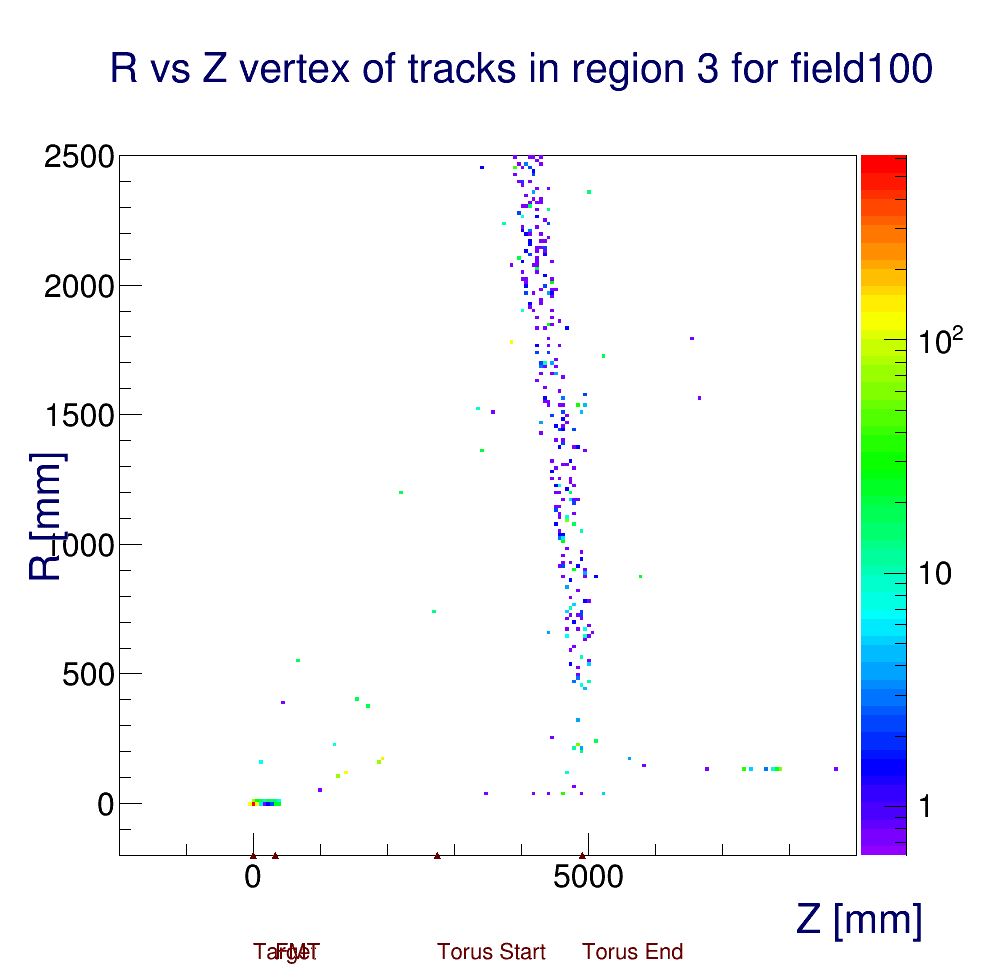 R vs Z vertex of tracks in region 3 for field100
2500
2000
1500
1000
500
0
R [mm]
10²
10
1
0 5000
Z [mm]
Target FMT Torus Start Torus End